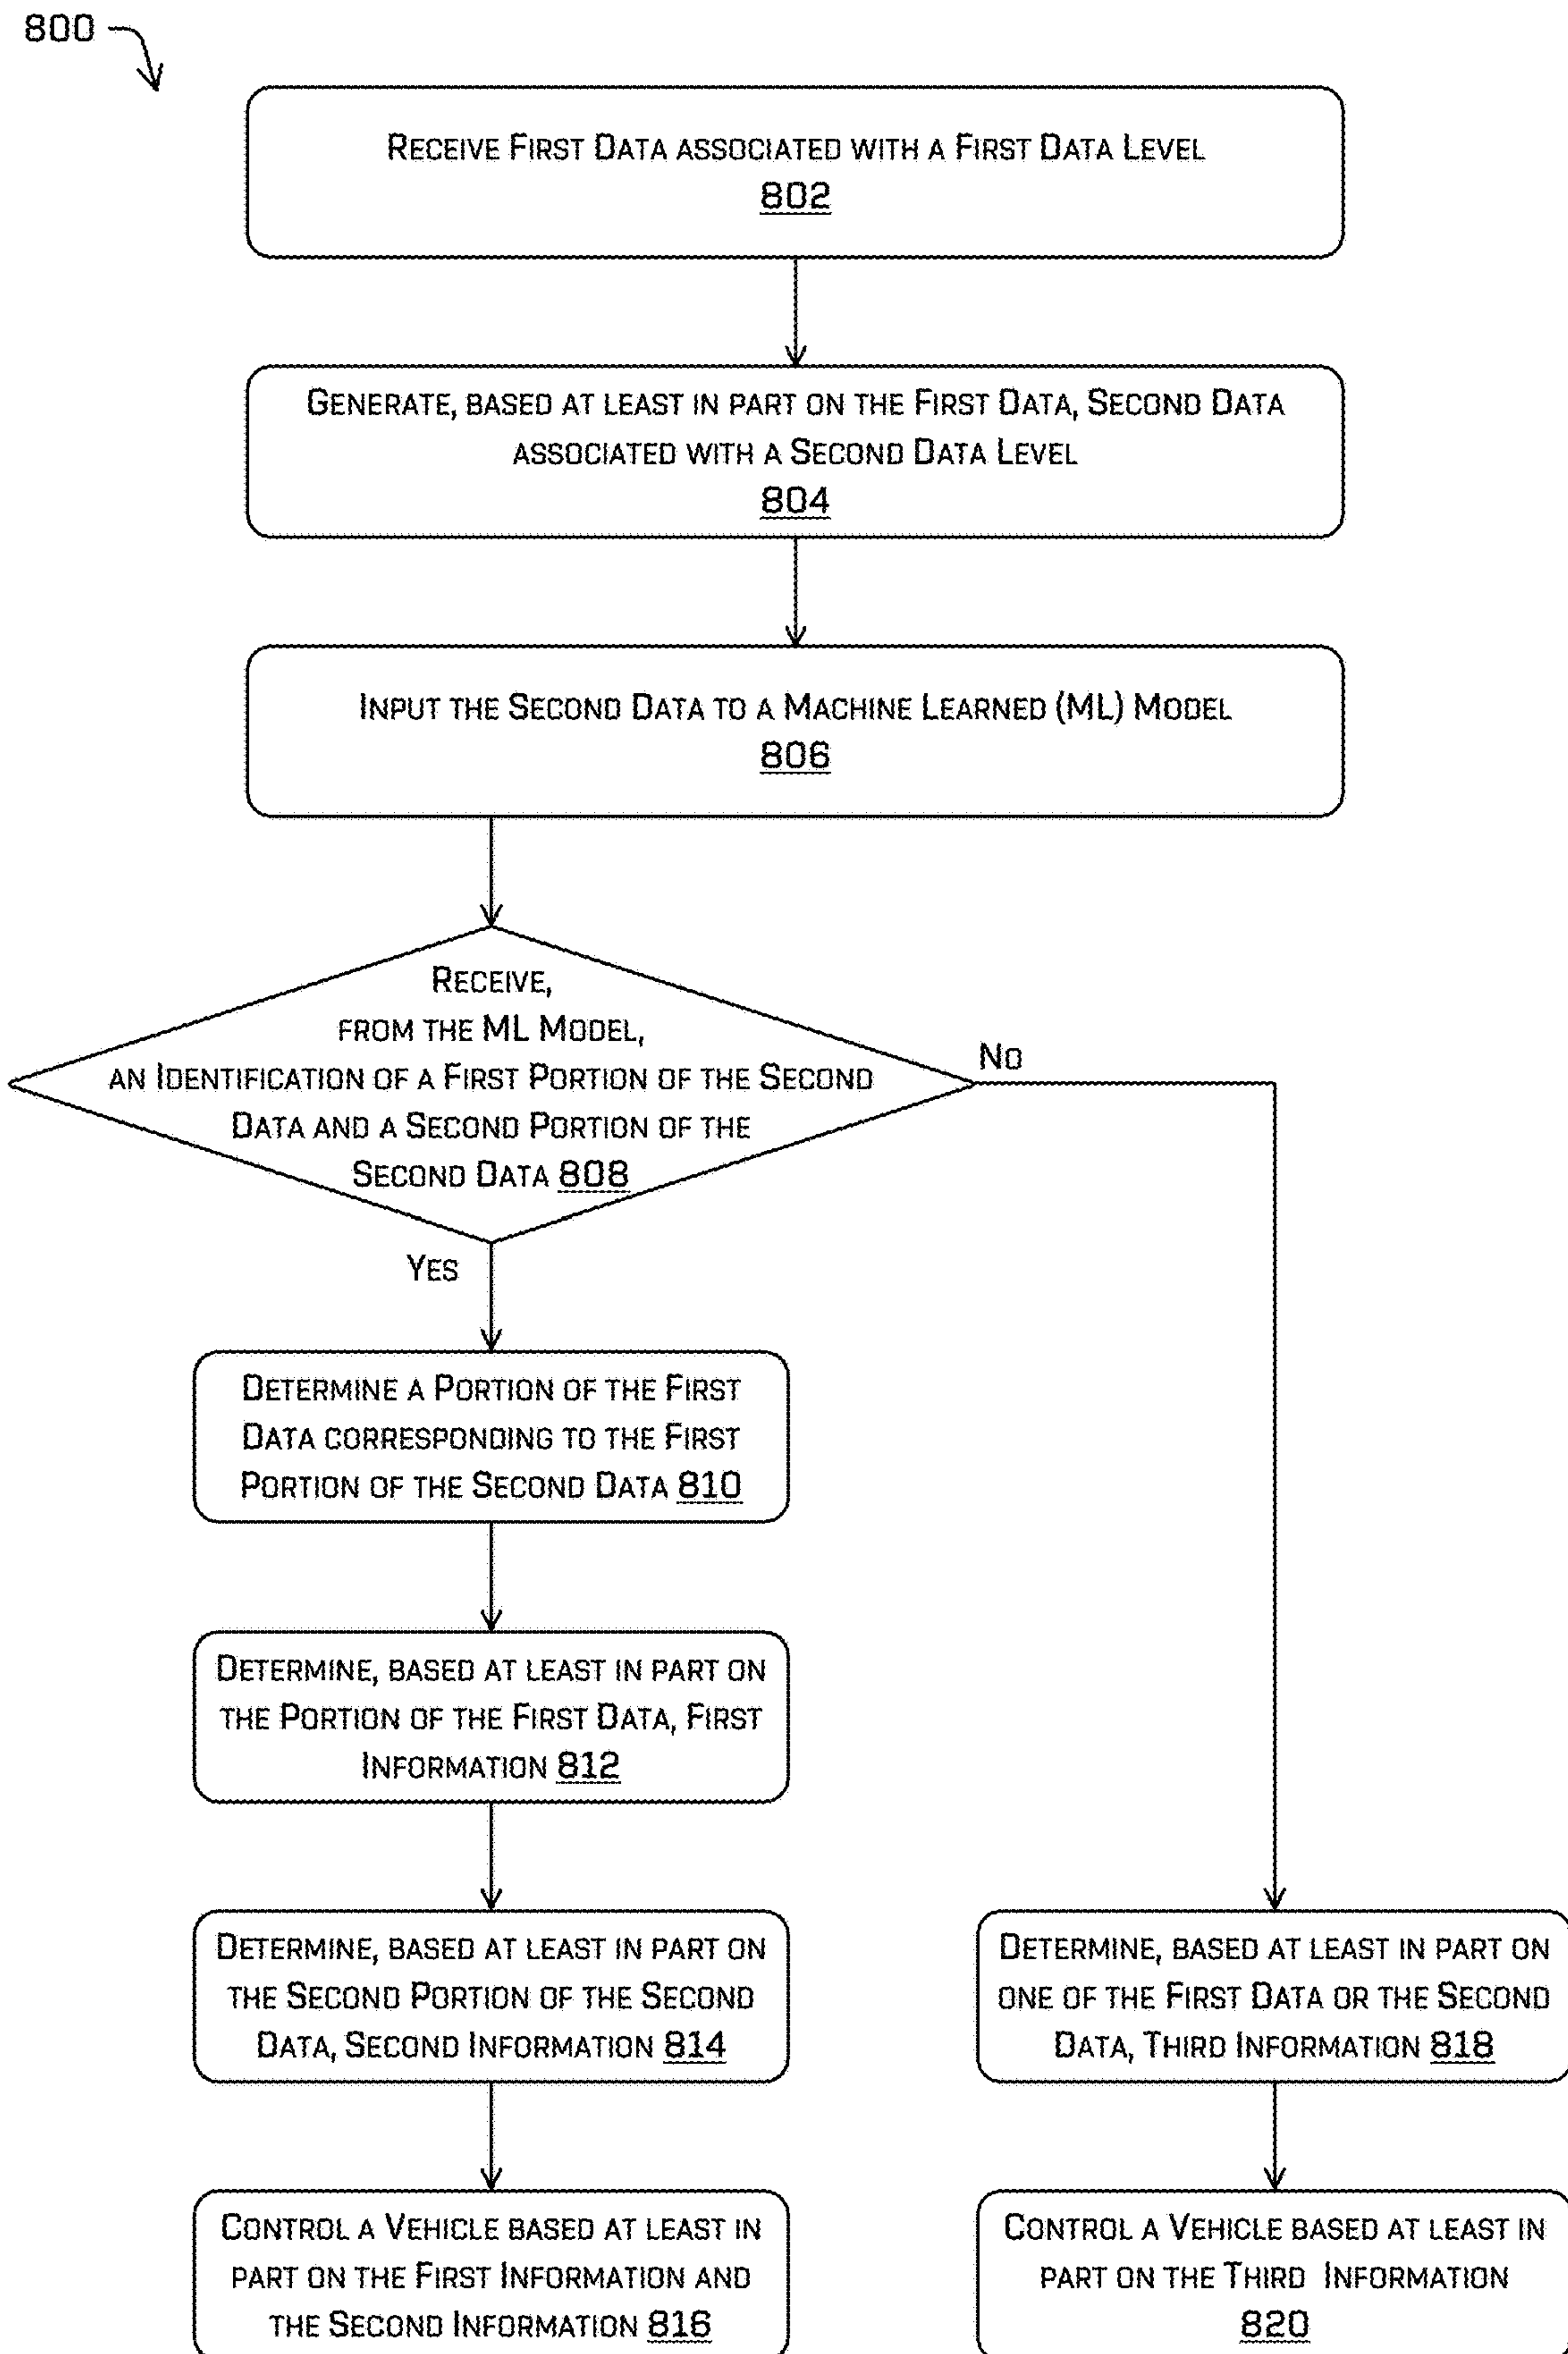 800
Receive First Data associated with a First Data Level
802
Generate, based at least in part on the First Data, Second Data
associated with a Second Data Level
804
Input the Second Data to a Machine Learned (ML) Model
806
Receive,
from the ML Model,
an Identification of a First Portion of the Second
Data and a Second Portion of the
Second Data 808
No
Yes
Determine a Portion of the First
Data corresponding to the First
Portion of the Second Data 810
Determine, based at least in part on
the Portion of the First Data, First
Information 812
Determine, based at least in part on
the Second Portion of the Second
Data, Second Information 814
Control a Vehicle based at least in
part on the First Information and
the Second Information 816
Determine, based at least in part on
one of the First Data or the Second
Data, Third Information 818
Control a Vehicle based at least in
part on the Third Information
820